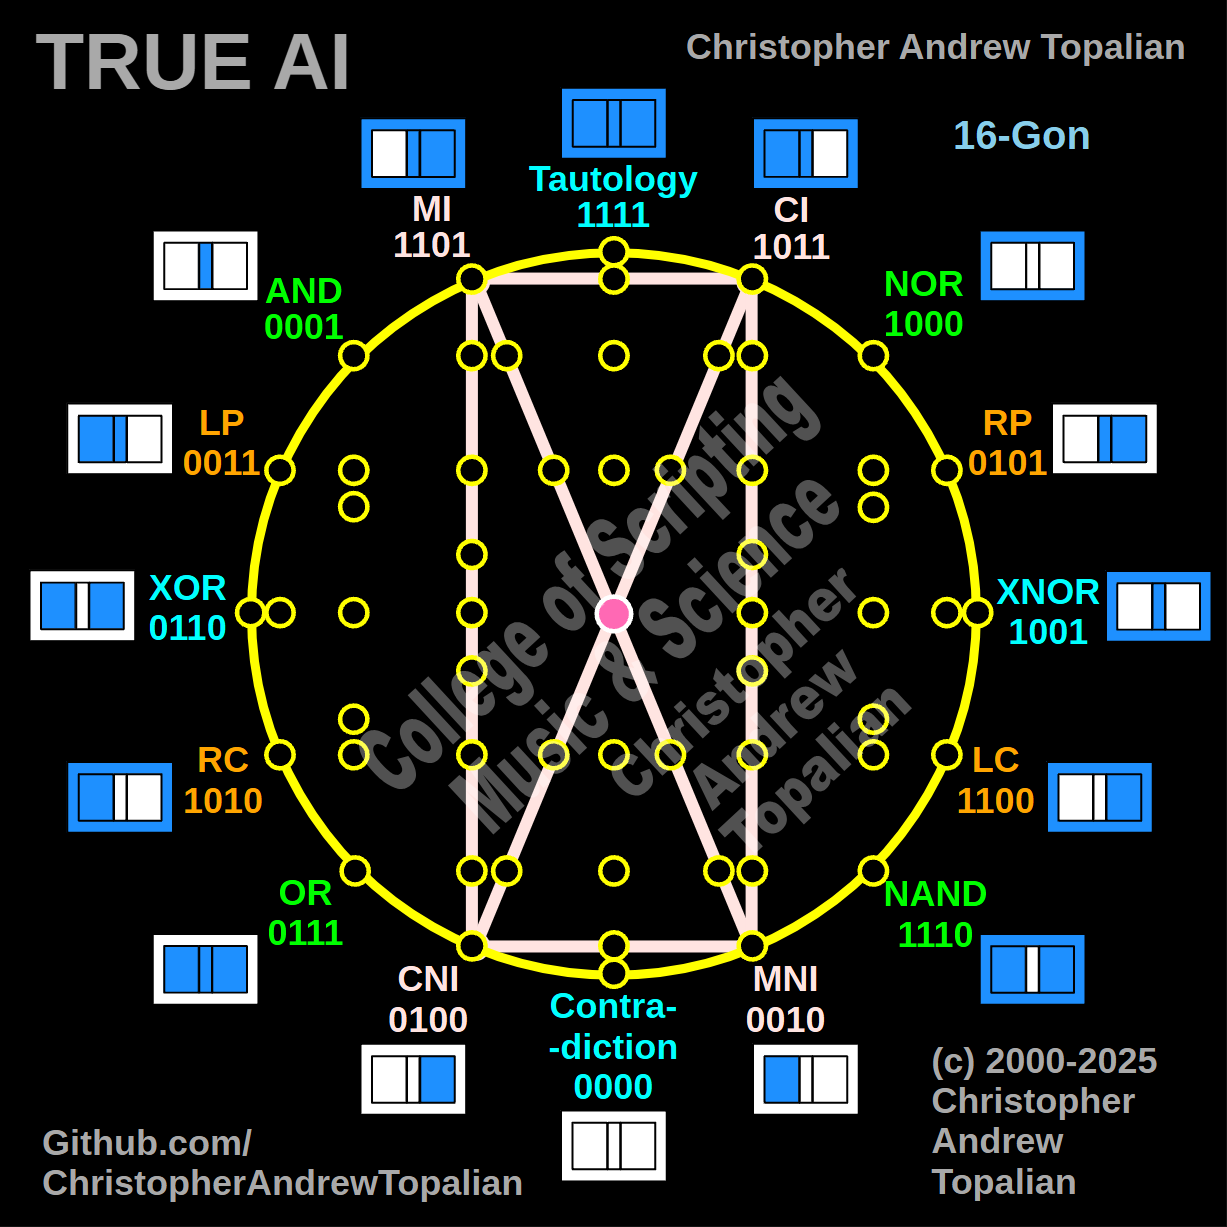 TRUE AI
Christopher Andrew Topalian
16-Gon
Tautology
1111
MI
1101
CI
1011
AND
0001
NOR
1000
LP
0011
RP
0101
XOR
0110
XNOR
1001
RC
1010
LC
1100
OR
0111
NAND
1110
CNI
0100
MNI
0010
Contra-
-diction
0000
College of Scripting
Music & Science
Christopher
Andrew
Topalian
(c) 2000-2025
Christopher
Andrew
Topalian
Github.com/
ChristopherAndrewTopalian